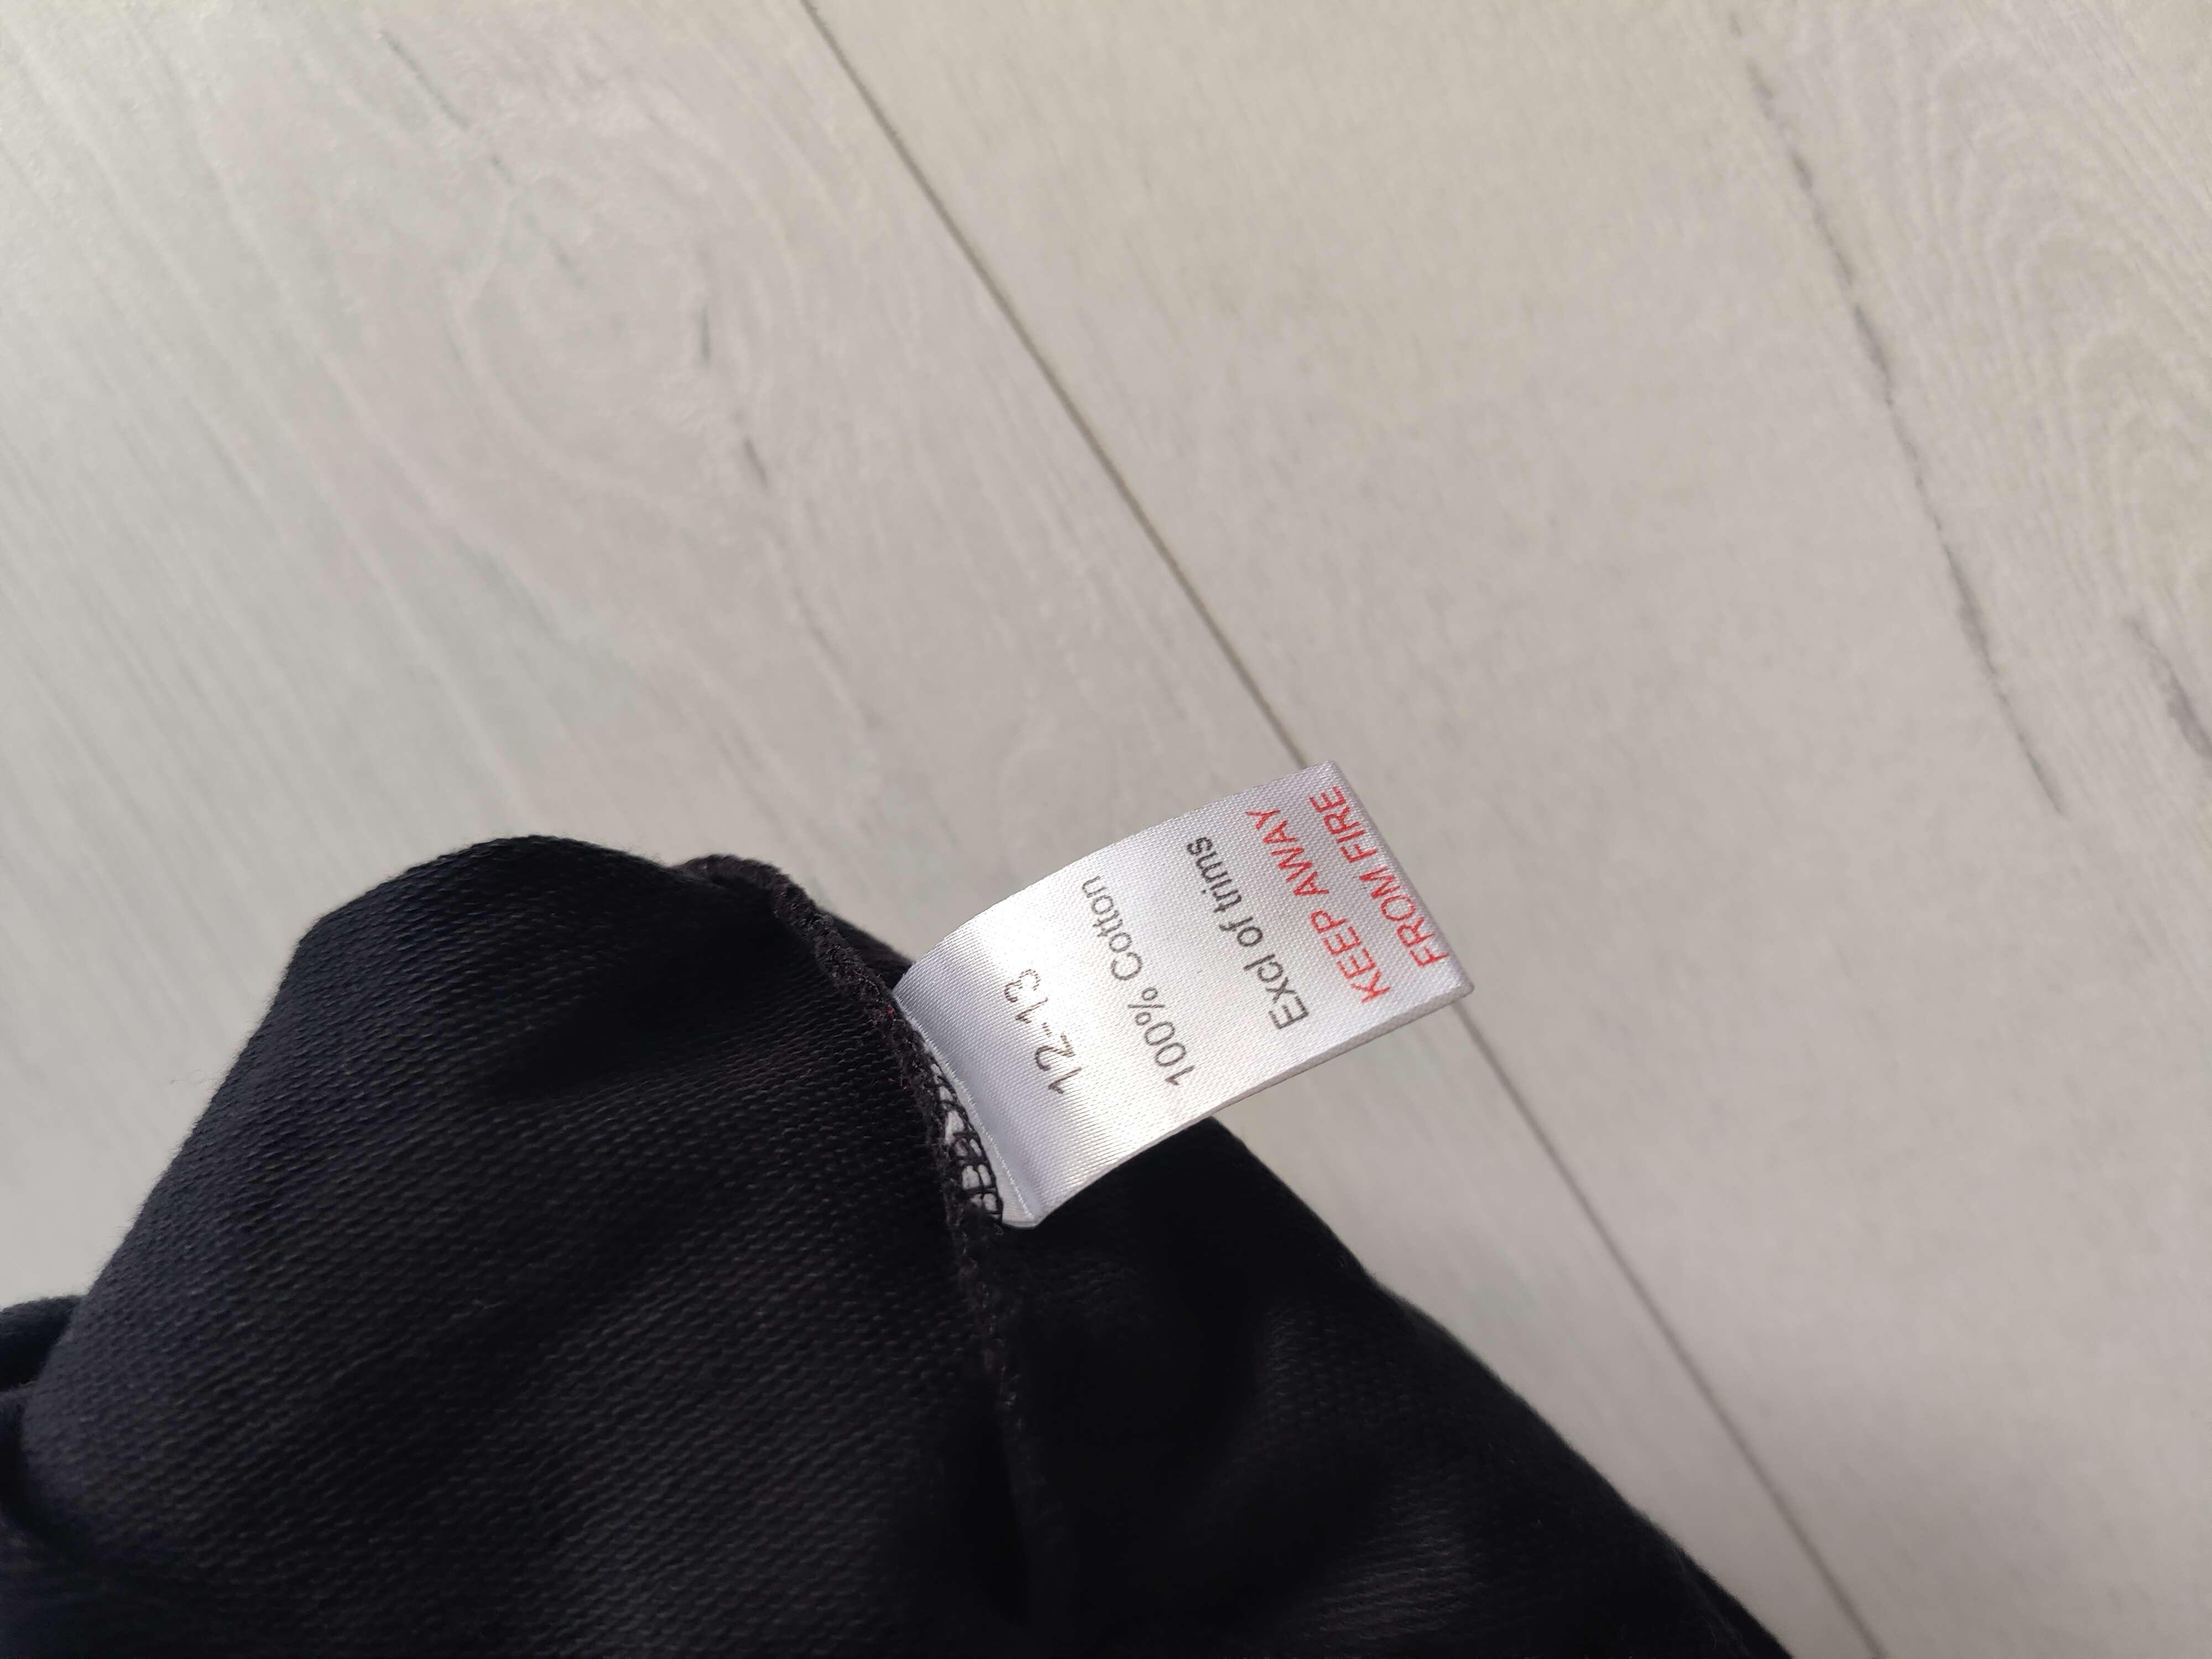 12-13
100% Cotton
Excl of trims
KEEP AWAY
FROM FIRE